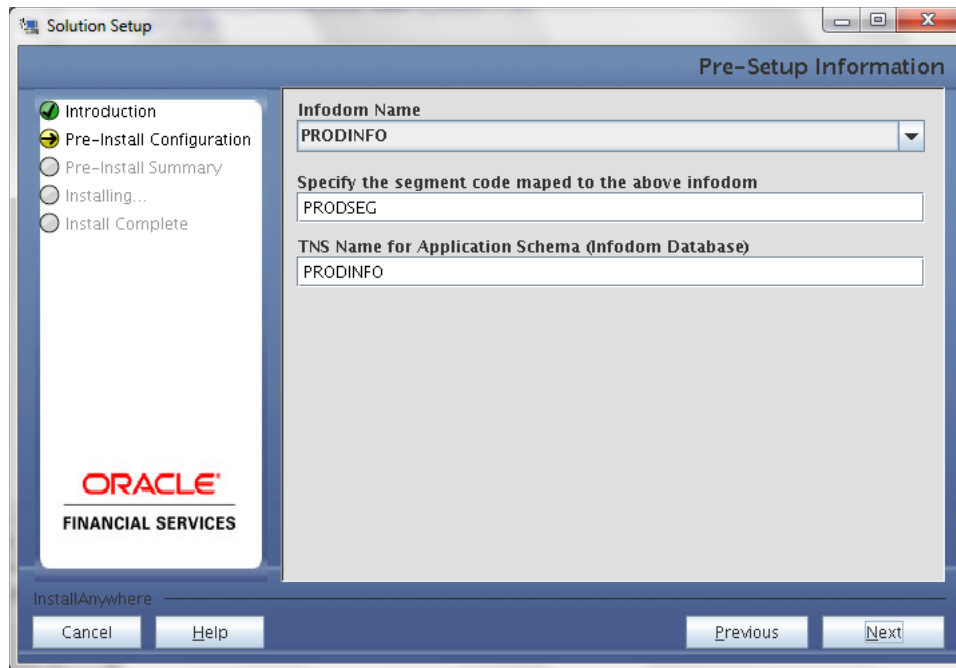 Solution Setup
Pre-Setup Information
Introduction
Pre-Install Configuration
Pre-Install Summary
Installing...
Install Complete
ORACLE®
FINANCIAL SERVICES
Infodom Name
PRODINFO
Specify the segment code maped to the above infodom
PRODSEG
TNS Name for Application Schema (Infodom Database)
PRODINFO
InstallAnywhere
Cancel
Help
Previous
Next